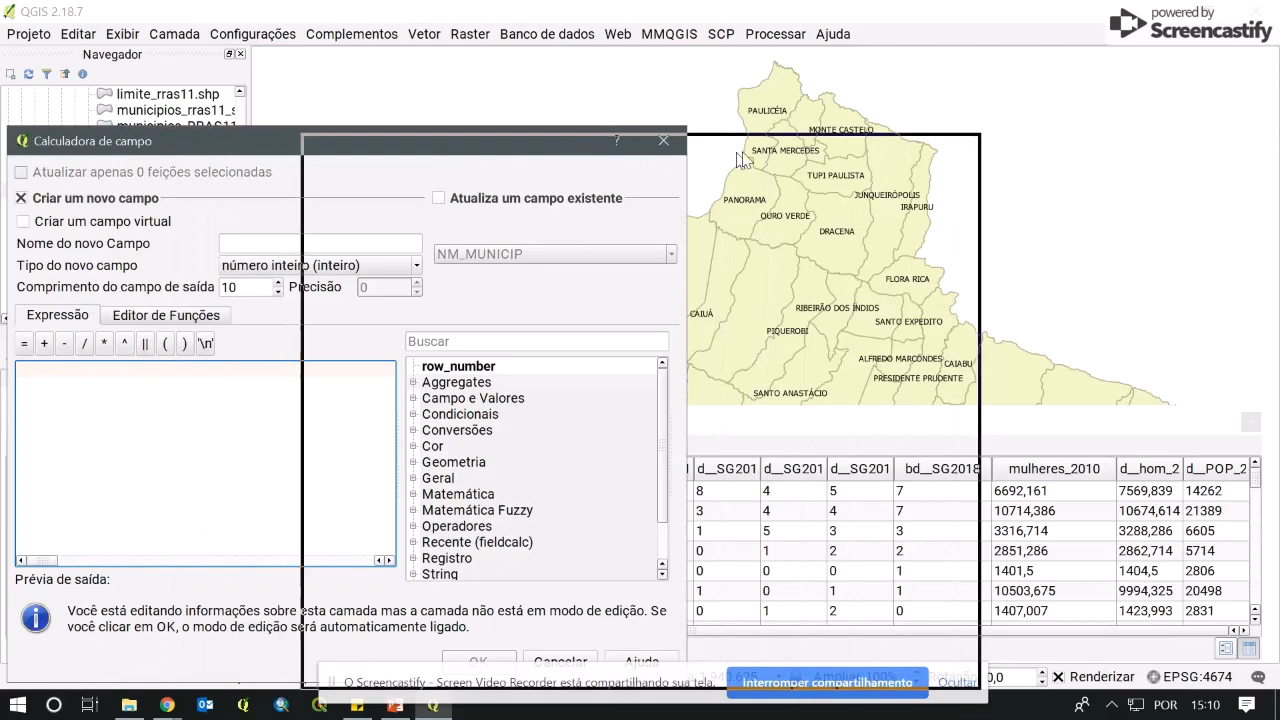 QGIS 2.18.7
powered by
Screencastify
Projeto Editar Exibir Camada Configurações Complementos Vetor Raster Banco de dados Web MMQGIS SCP Processar Ajuda
Navegador
limite_rras11.shp
municipios_rras11_s
Calculadora de campo
?
Atualizar apenas 0 feições selecionadas
Criar um novo campo
Atualiza um campo existente
Criar um campo virtual
Nome do novo Campo
NM_MUNICIP
Tipo do novo campo
número inteiro (inteiro)
Comprimento do campo de saída
10
Precisão
0
Expressão
Editor de Funções
= + - / * ^ || ( ) '\n'
Buscar
row_number
Aggregates
Campo e Valores
Condicionais
Conversões
Cor
Geometria
Geral
Matemática
Matemática Fuzzy
Operadores
Recente (fieldcalc)
Registro
String
Prévia de saída:
Você está editando informações sobre esta camada mas a camada não está em modo de edição. Se
você clicar em OK, o modo de edição será automaticamente ligado.
OK Cancelar Ajuda
PAULICÉIA
MONTE CASTELO
SANTA MERCEDES
TUPI PAULISTA
JUNQUEIRÓPOLIS
PANORAMA
IRAPURU
OURO VERDE
DRACENA
FLORA RICA
RIBEIRÃO DOS ÍNDIOS
CAIUÁ
SANTO EXPEDITO
PIQUEROBI
ALFREDO MARCONDES
CAIABU
PRESIDENTE PRUDENTE
SANTO ANASTÁCIO
d__SG201 d__SG201 d__SG201 bd__SG2018 mulheres_2010 d__hom_2 d__POP_2
8 4 5 7 6692,161 7569,839 14262
3 4 4 7 10714,386 10674,614 21389
1 5 3 3 3316,714 3288,286 6605
0 1 2 2 2851,286 2862,714 5714
0 0 0 1 1401,5 1404,5 2806
1 0 1 1 10503,675 9994,325 20498
0 1 2 0 1407,007 1423,993 2831
O Screencastify - Screen Video Recorder está compartilhando sua tela.
Interromper compartilhamento
Ocultar
0,0
Renderizar
EPSG:4674
POR
15:10